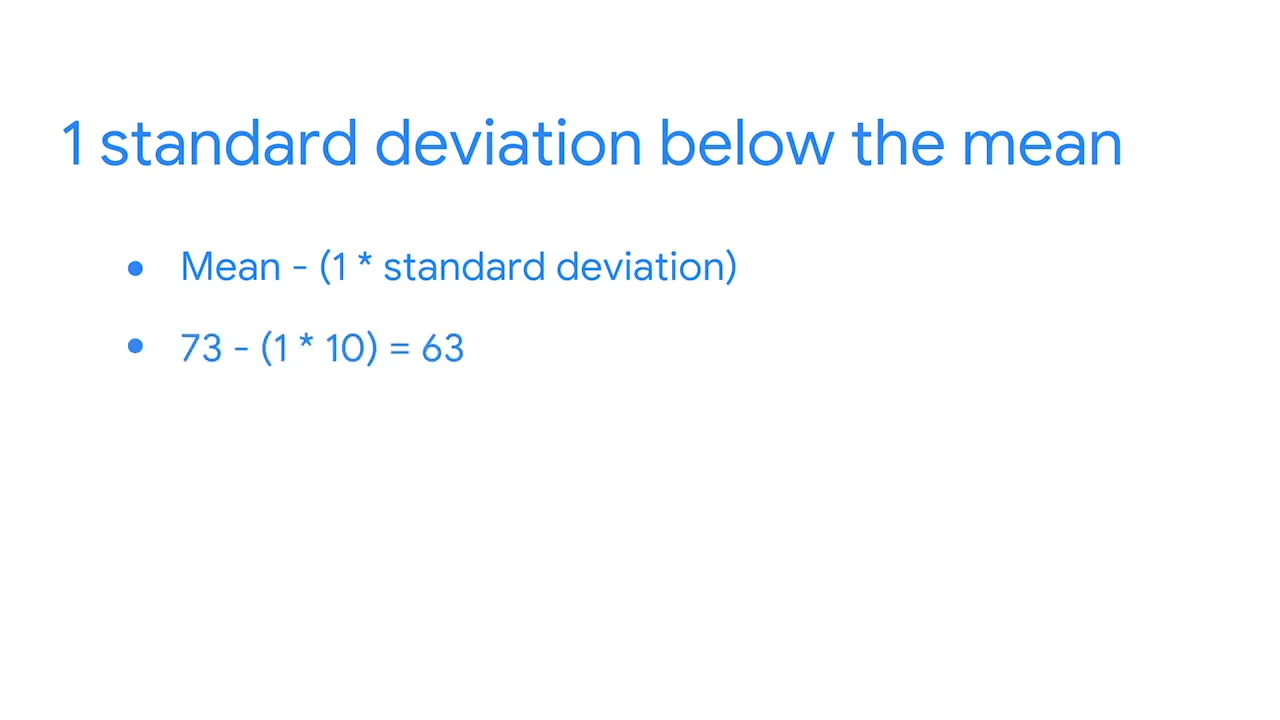 1 standard deviation below the mean
• Mean - (1 * standard deviation)
• 73 - (1 * 10) = 63